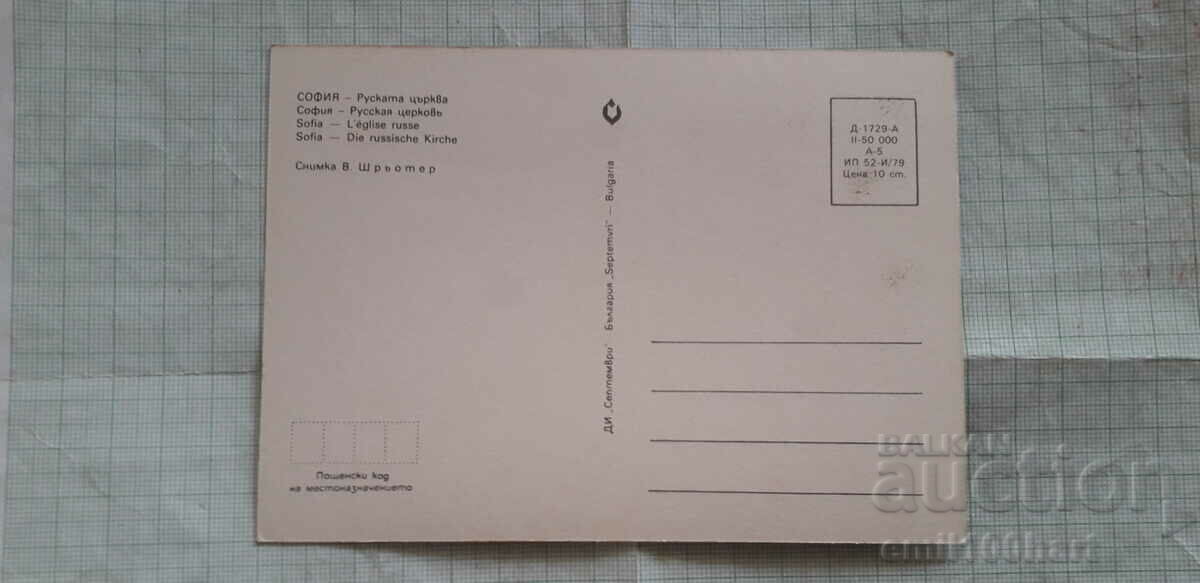 СОФИЯ – Руската църква
София – Русская церковь
Sofia — L'église russe
Sofia — Die russische Kirche
Снимка В. Шрьотер
Пощенски код
на местоназначението
ДИ „Септември" България „Septemvri" — Bulgaria
Д-1729-А
II-50 000
А-5
ИП 52-И/79
Цена 10 ст.
BALKAN
auction
emil100hart